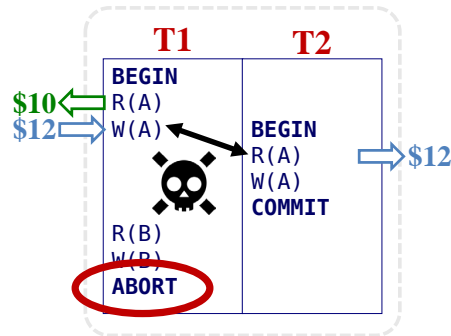 T1 T2
BEGIN
$10 R(A)
$12 W(A) BEGIN
R(A) $12
W(A)
COMMIT
R(B)
W(B)
ABORT